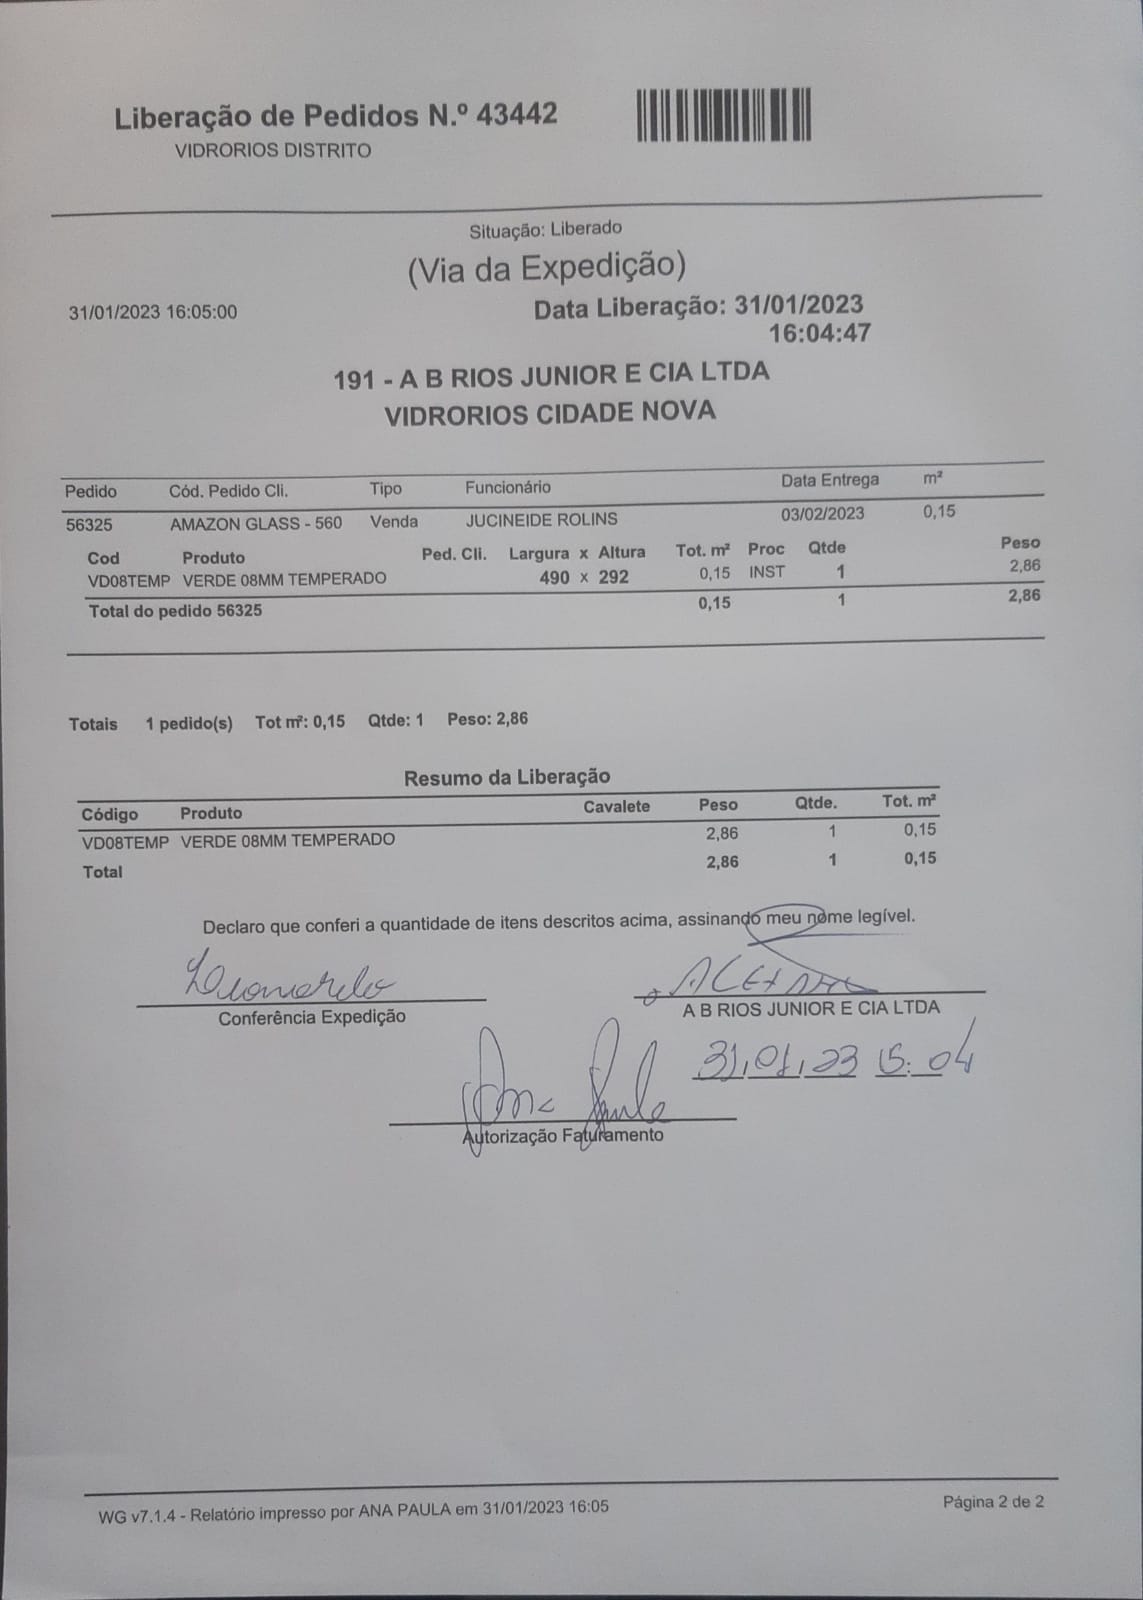 Liberação de Pedidos N.º 43442
VIDRORIOS DISTRITO
Situação: Liberado
(Via da Expedição)
31/01/2023 16:05:00 Data Liberação: 31/01/2023
16:04:47
191 - A B RIOS JUNIOR E CIA LTDA
VIDRORIOS CIDADE NOVA
Pedido Cód. Pedido Cli. Tipo Funcionário Data Entrega m²
56325 AMAZON GLASS - 560 Venda JUCINEIDE ROLINS 03/02/2023 0,15
Cod Produto Ped. Cli. Largura x Altura Tot. m² Proc Qtde Peso
VD08TEMP VERDE 08MM TEMPERADO 490 x 292 0,15 INST 1 2,86
Total do pedido 56325 0,15 1 2,86
Totais 1 pedido(s) Tot m²: 0,15 Qtde: 1 Peso: 2,86
Resumo da Liberação
Código Produto Cavalete Peso Qtde. Tot. m²
VD08TEMP VERDE 08MM TEMPERADO 2,86 1 0,15
Total 2,86 1 0,15
Declaro que conferi a quantidade de itens descritos acima, assinando meu nome legível.
Conferência Expedição A B RIOS JUNIOR E CIA LTDA
31,01,23 15:04
Ana Paula
Autorização Faturamento
WG v7.1.4 - Relatório impresso por ANA PAULA em 31/01/2023 16:05 Página 2 de 2